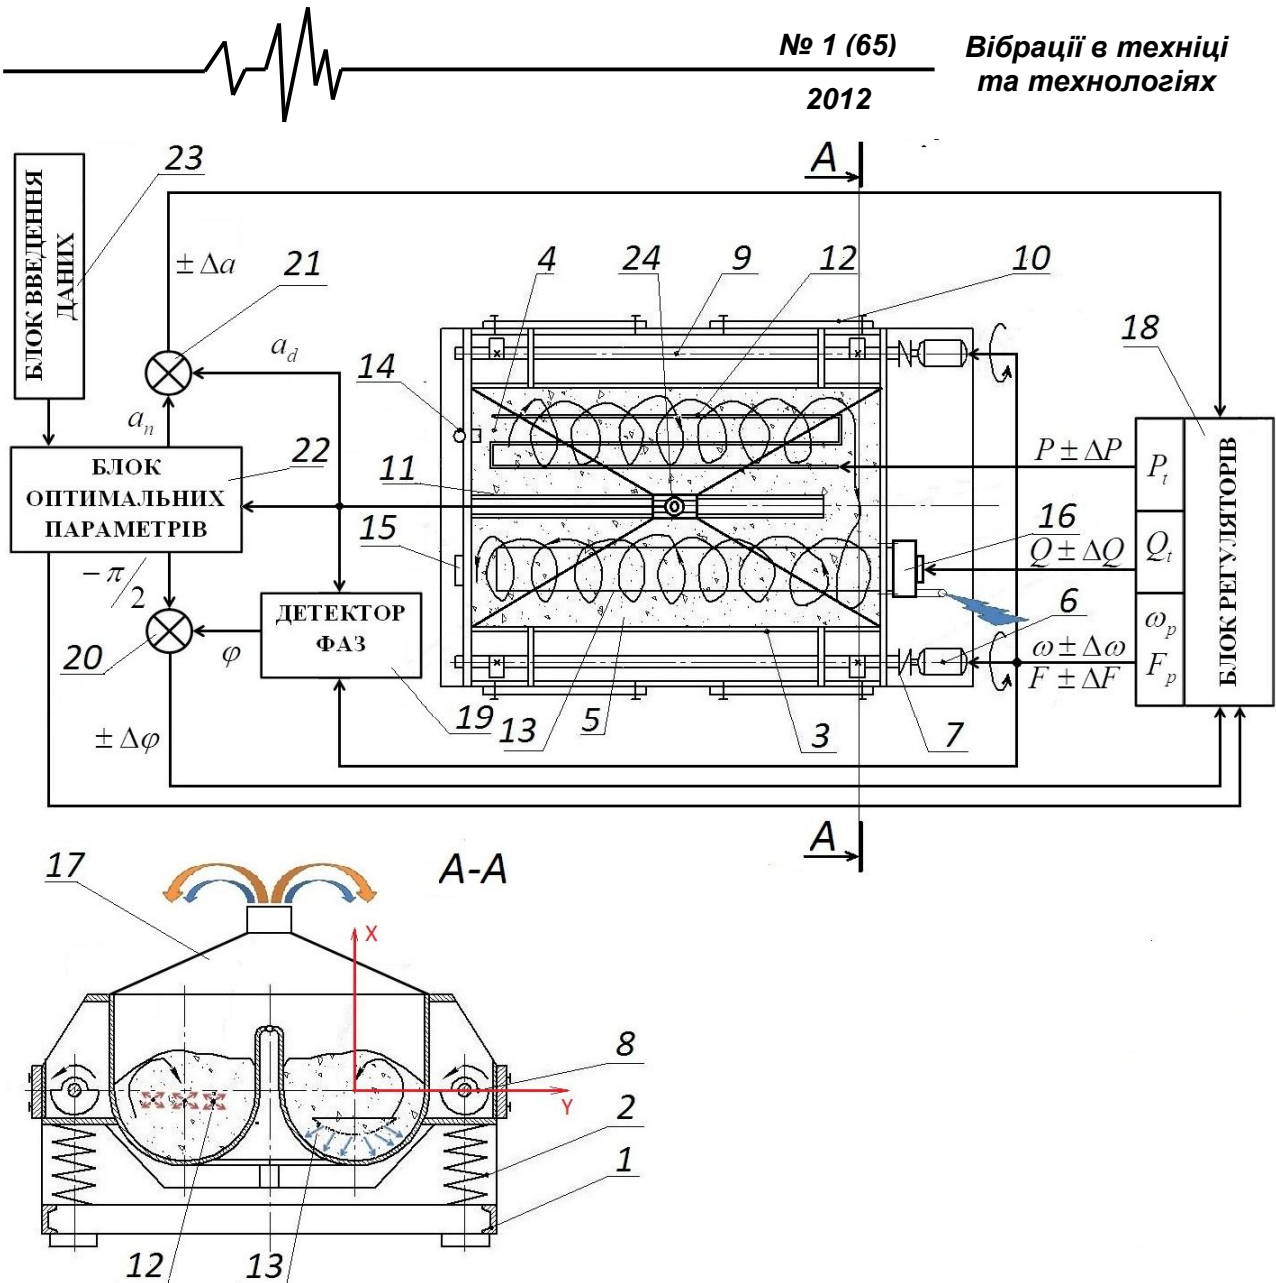 № 1 (65)
2012
Вібрації в техніці
та технологіях
A
23
БЛОК ВВЕДЕННЯ
ДАНИХ
± Δa
21
4
24
9
12
10
18
14
a_d
a_n
22
БЛОК
ОПТИМАЛЬНИХ
ПАРАМЕТРІВ
11
15
P ± ΔP
P_t
16
Q ± ΔQ
Q_t
БЛОК РЕГУЛЯТОРІВ
− π / 2
ДЕТЕКТОР
ФАЗ
6
20
φ
ω ± Δω
F ± ΔF
ω_p
F_p
± Δφ
19
13
5
3
7
A
17
A-A
X
8
Y
2
1
12
13